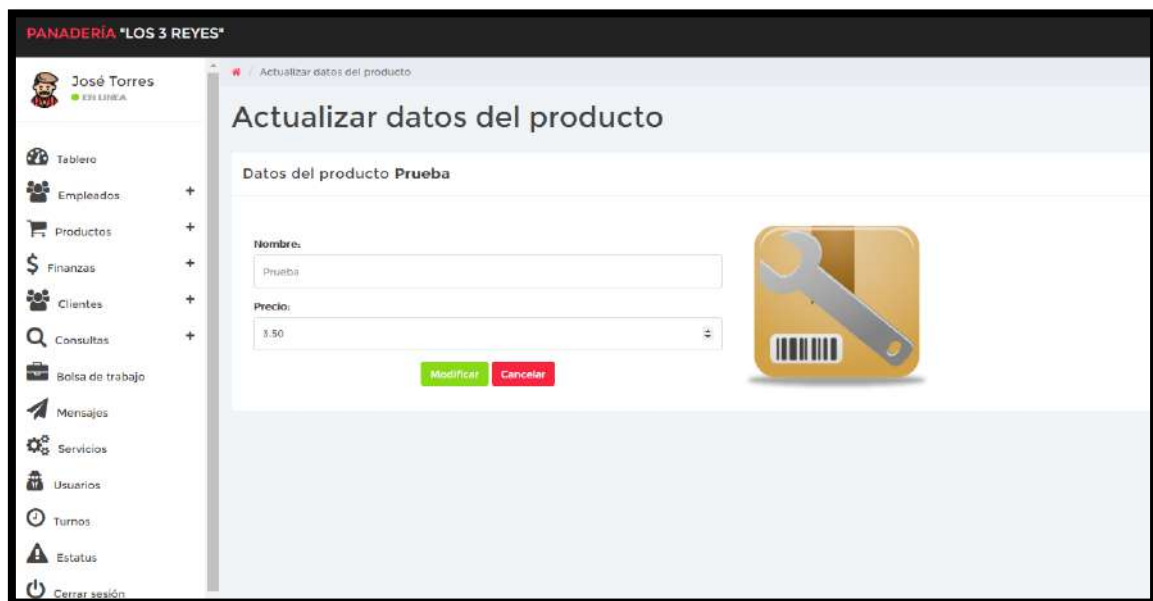 PANADERÍA "LOS 3 REYES"
José Torres
EN LINEA
Tablero
Empleados +
Productos +
Finanzas +
Clientes +
Consultas +
Bolsa de trabajo
Mensajes
Servicios
Usuarios
Turnos
Estatus
Cerrar sesión
/ Actualizar datos del producto
Actualizar datos del producto
Datos del producto Prueba
Nombre:
Prueba
Precio:
3.50
Modificar Cancelar